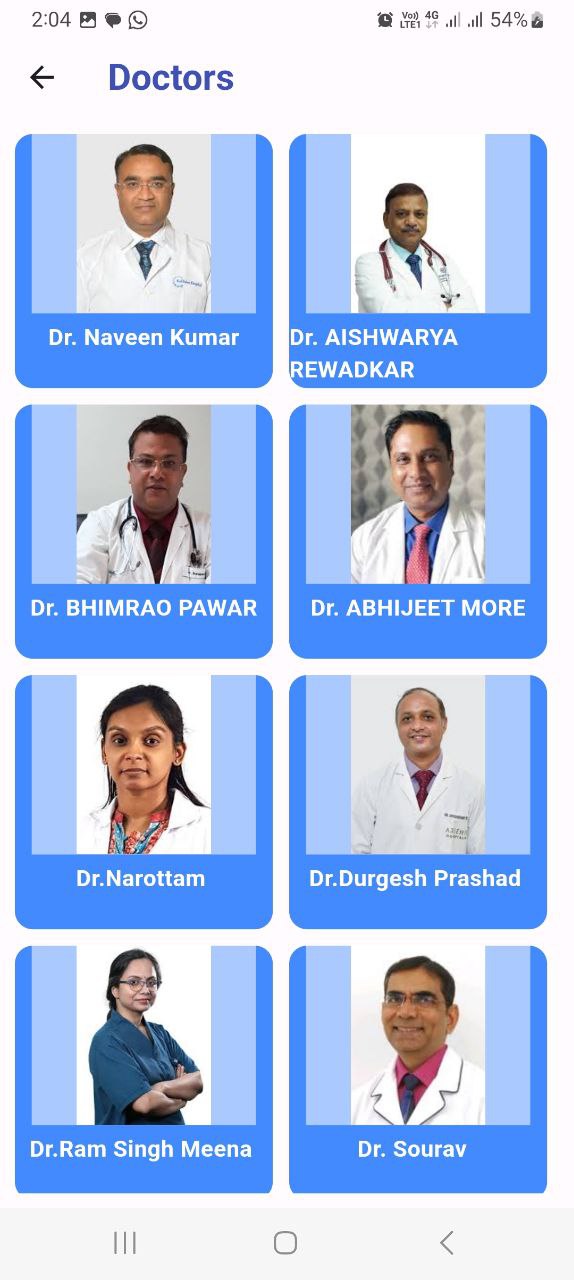 2:04
Vo)) 4G
LTE1
54%
Doctors
Dr. Naveen Kumar
Dr. AISHWARYA
REWADKAR
Dr. BHIMRAO PAWAR
Dr. ABHIJEET MORE
Dr.Narottam
Dr.Durgesh Prashad
Dr.Ram Singh Meena
Dr. Sourav